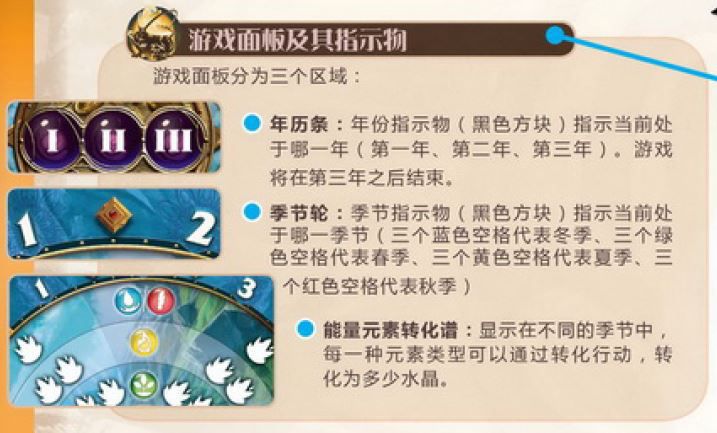 游戏面板及其指示物
游戏面板分为三个区域：
I II III
年历条：年份指示物（黑色方块）指示当前处
于哪一年（第一年、第二年、第三年）。游戏
将在第三年之后结束。
1 2
季节轮：季节指示物（黑色方块）指示当前处
于哪一季节（三个蓝色空格代表冬季、三个绿
色空格代表春季、三个黄色空格代表夏季、三
个红色空格代表秋季）
1 3
能量元素转化谱：显示在不同的季节中，
每一种元素类型可以通过转化行动，转
化为多少水晶。